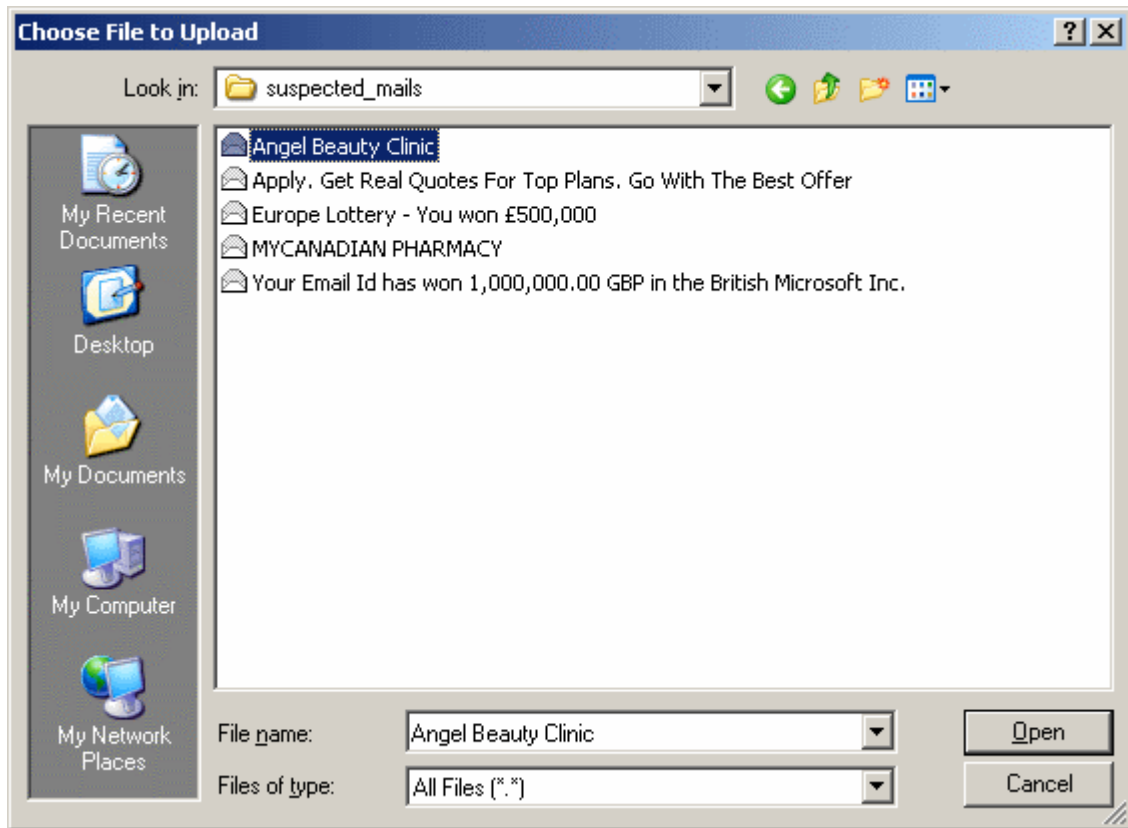 Choose File to Upload
Look in:
suspected_mails
My Recent
Documents
Desktop
My Documents
My Computer
My Network
Places
Angel Beauty Clinic
Apply. Get Real Quotes For Top Plans. Go With The Best Offer
Europe Lottery - You won £500,000
MYCANADIAN PHARMACY
Your Email Id has won 1,000,000.00 GBP in the British Microsoft Inc.
File name:
Angel Beauty Clinic
Open
Files of type:
All Files (*.*)
Cancel